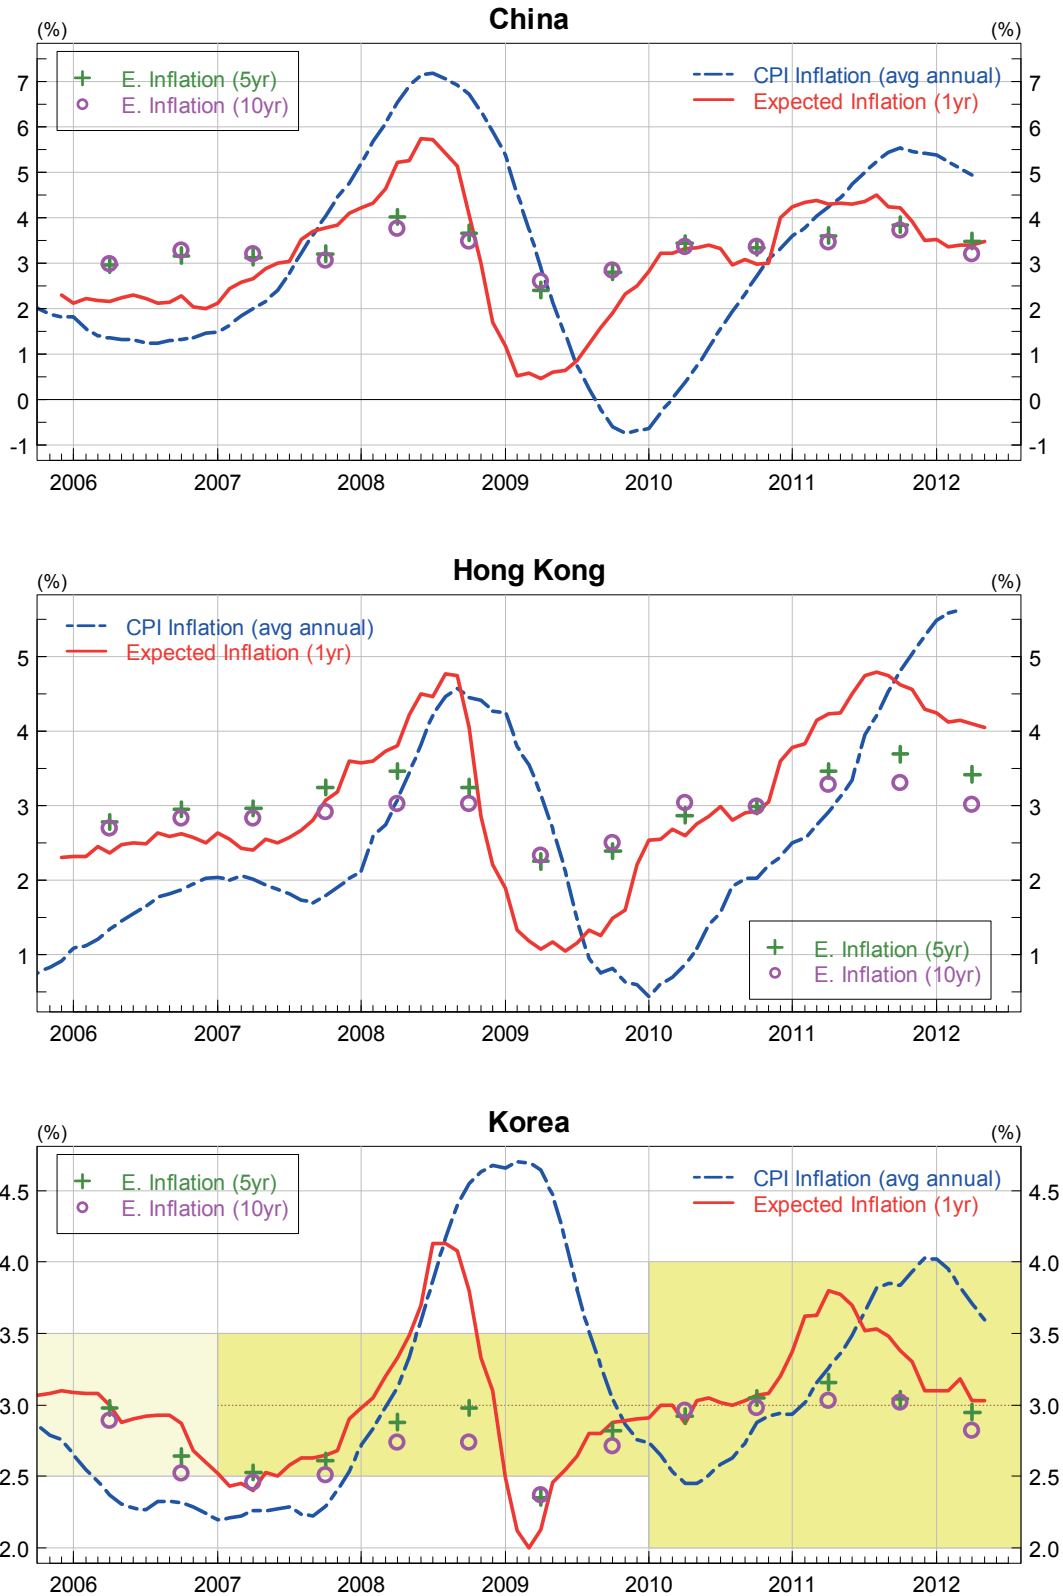 China
(%) (%)
E. Inflation (5yr)
E. Inflation (10yr)
CPI Inflation (avg annual)
Expected Inflation (1yr)
7 7
6 6
5 5
4 4
3 3
2 2
1 1
0 0
-1 -1
2006 2007 2008 2009 2010 2011 2012
Hong Kong
(%) (%)
CPI Inflation (avg annual)
Expected Inflation (1yr)
5 5
4 4
3 3
2 2
1 1
E. Inflation (5yr)
E. Inflation (10yr)
2006 2007 2008 2009 2010 2011 2012
Korea
(%) (%)
E. Inflation (5yr)
E. Inflation (10yr)
CPI Inflation (avg annual)
Expected Inflation (1yr)
4.5 4.5
4.0 4.0
3.5 3.5
3.0 3.0
2.5 2.5
2.0 2.0
2006 2007 2008 2009 2010 2011 2012